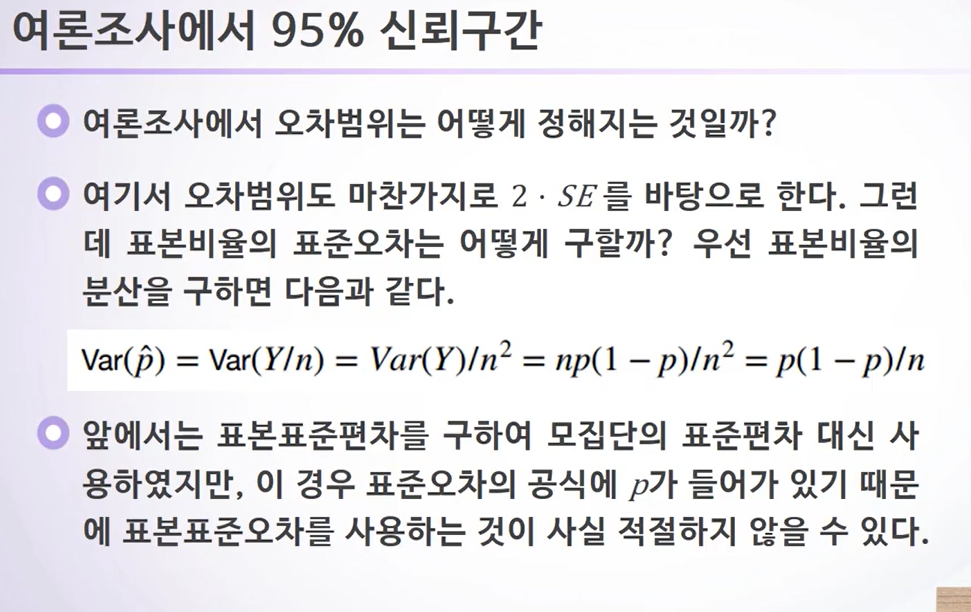 여론조사에서 95% 신뢰구간
여론조사에서 오차범위는 어떻게 정해지는 것일까?
여기서 오차범위도 마찬가지로 2 · SE 를 바탕으로 한다. 그런
데 표본비율의 표준오차는 어떻게 구할까? 우선 표본비율의
분산을 구하면 다음과 같다.
Var(p̂) = Var(Y/n) = Var(Y)/n² = np(1 − p)/n² = p(1 − p)/n
앞에서는 표본표준편차를 구하여 모집단의 표준편차 대신 사
용하였지만, 이 경우 표준오차의 공식에 p가 들어가 있기 때문
에 표본표준오차를 사용하는 것이 사실 적절하지 않을 수 있다.